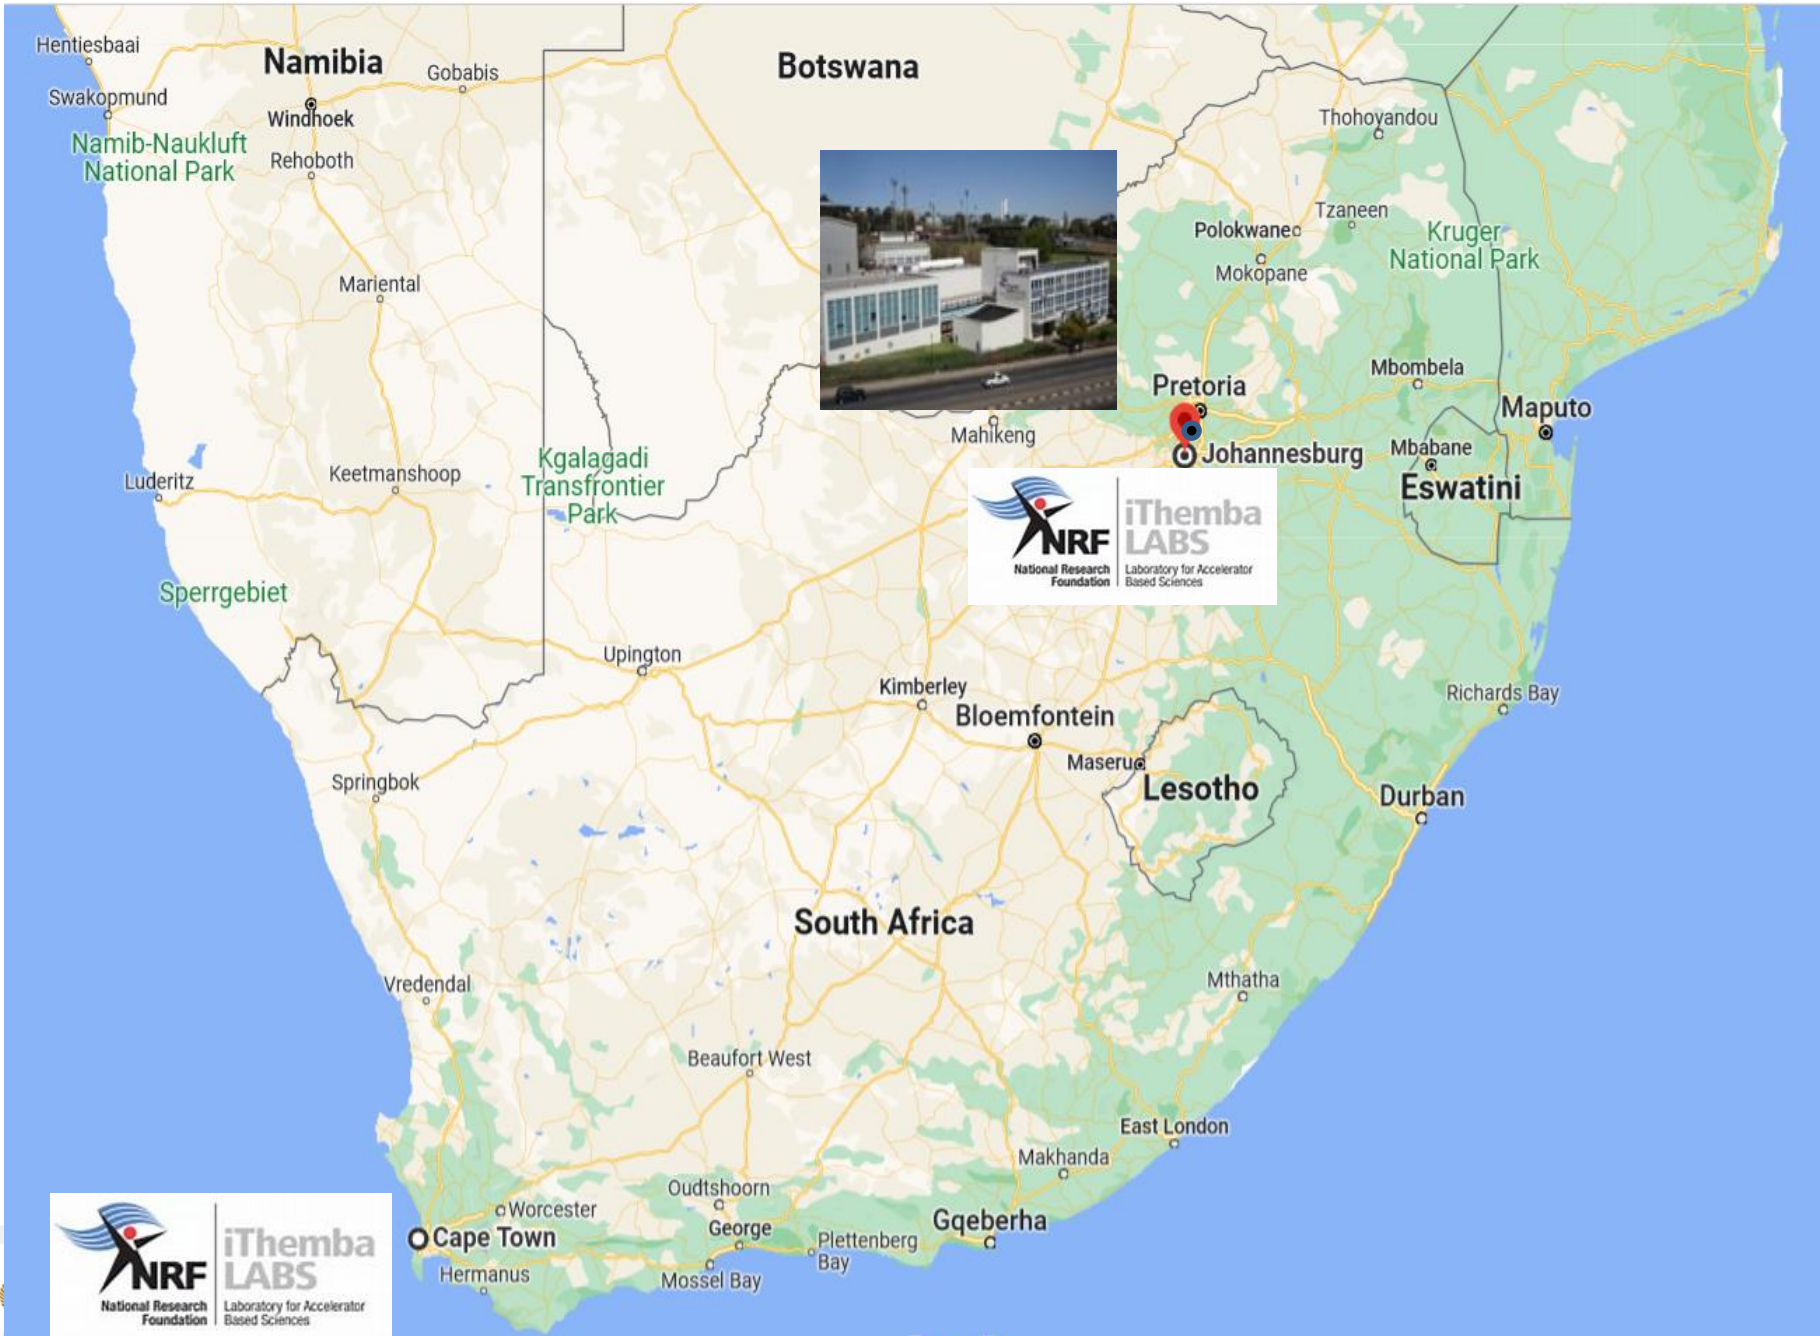 Hentiesbaai
Namibia
Gobabis
Botswana
Swakopmund
Windhoek
Thohoyandou
Namib-Naukluft
National Park
Rehoboth
Tzaneen
Polokwane
Kruger
National Park
Mokopane
Mariental
Mbombela
Pretoria
Maputo
Mahikeng
Johannesburg
Mbabane
Eswatini
Luderitz
Keetmanshoop
Kgalagadi
Transfrontier
Park
NRF
National Research
Foundation
iThemba
LABS
Laboratory for Accelerator
Based Sciences
Sperrgebiet
Upington
Kimberley
Bloemfontein
Richards Bay
Maseru
Lesotho
Durban
Springbok
South Africa
Vredendal
Mthatha
Beaufort West
East London
Makhanda
Oudtshoorn
Worcester
Cape Town
George
Gqeberha
Plettenberg
Bay
Hermanus
Mossel Bay
NRF
National Research
Foundation
iThemba
LABS
Laboratory for Accelerator
Based Sciences